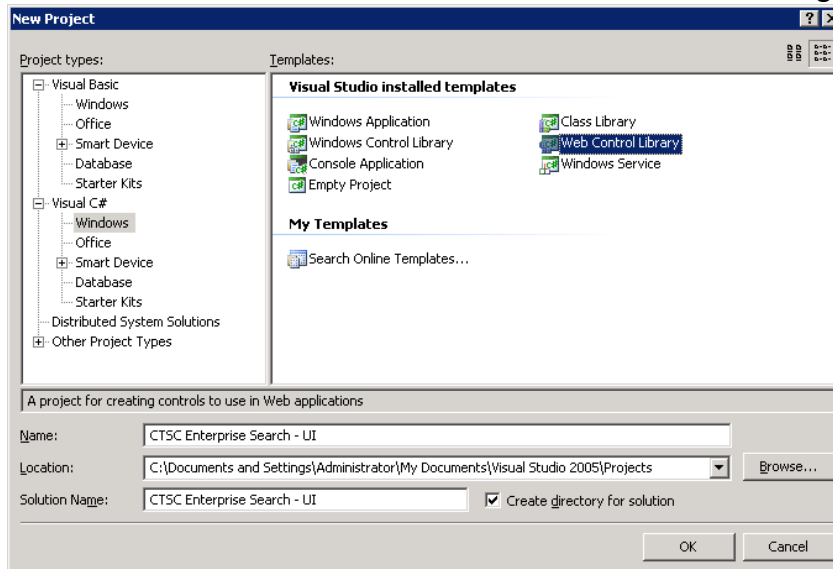 New Project
Project types:
Templates:
Visual Basic
Windows
Office
Smart Device
Database
Starter Kits
Visual C#
Windows
Office
Smart Device
Database
Starter Kits
Distributed System Solutions
Other Project Types
Visual Studio installed templates
Windows Application
Class Library
Windows Control Library
Web Control Library
Console Application
Windows Service
Empty Project
My Templates
Search Online Templates...
A project for creating controls to use in Web applications
Name: CTSC Enterprise Search - UI
Location: C:\Documents and Settings\Administrator\My Documents\Visual Studio 2005\Projects Browse...
Solution Name: CTSC Enterprise Search - UI Create directory for solution
OK Cancel